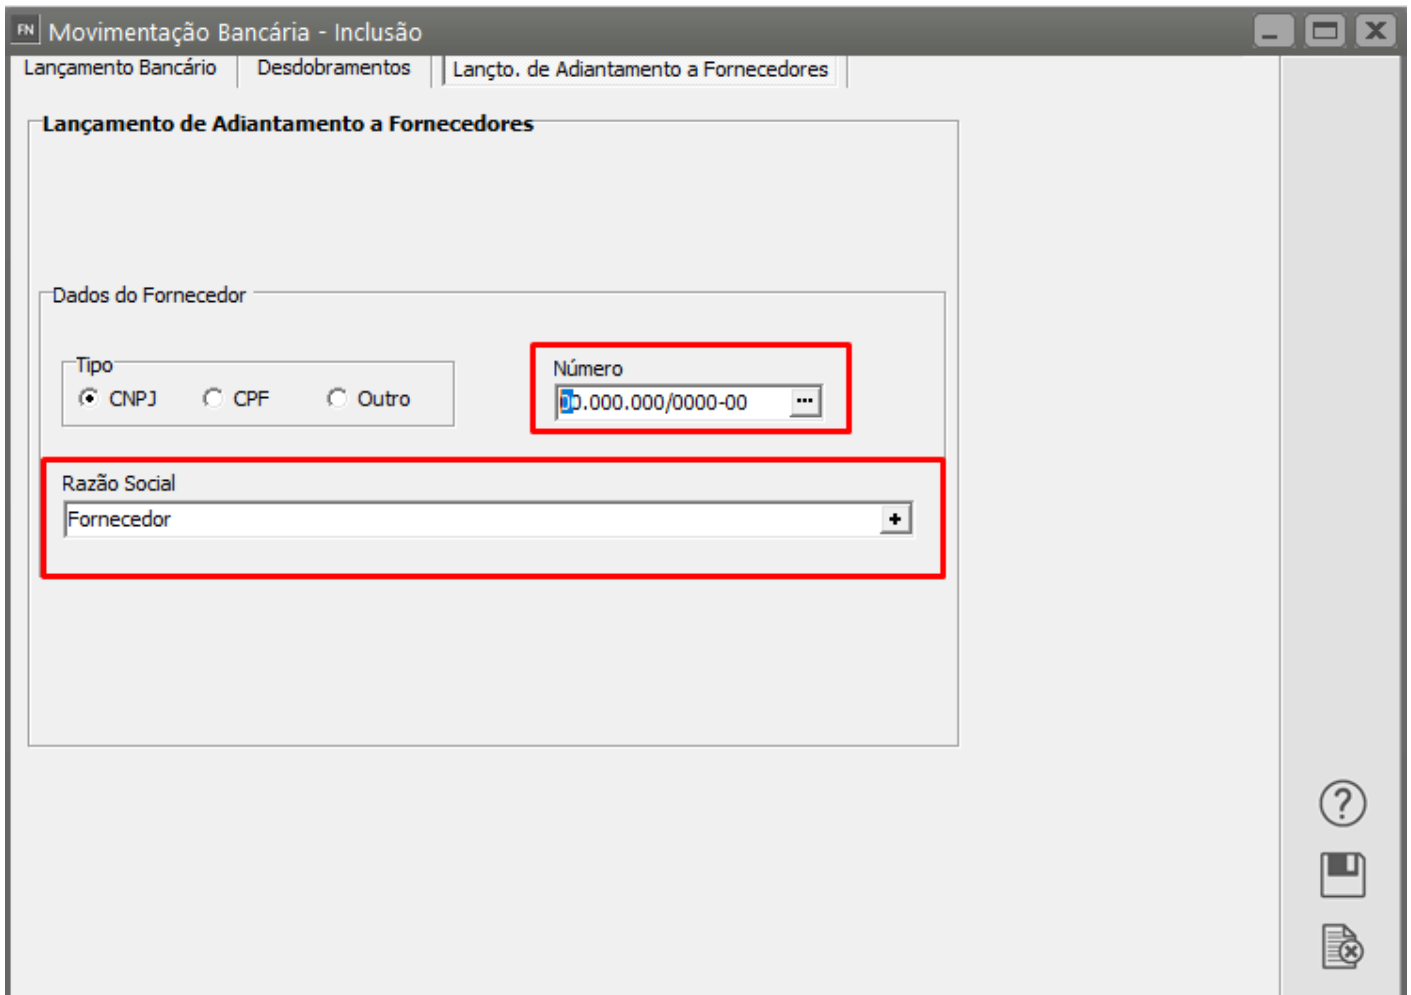 FN Movimentação Bancária - Inclusão
Lançamento Bancário Desdobramentos Lançto. de Adiantamento a Fornecedores
Lançamento de Adiantamento a Fornecedores
Dados do Fornecedor
Tipo
CNPJ CPF Outro
Número
00.000.000/0000-00 ...
Razão Social
Fornecedor +
?